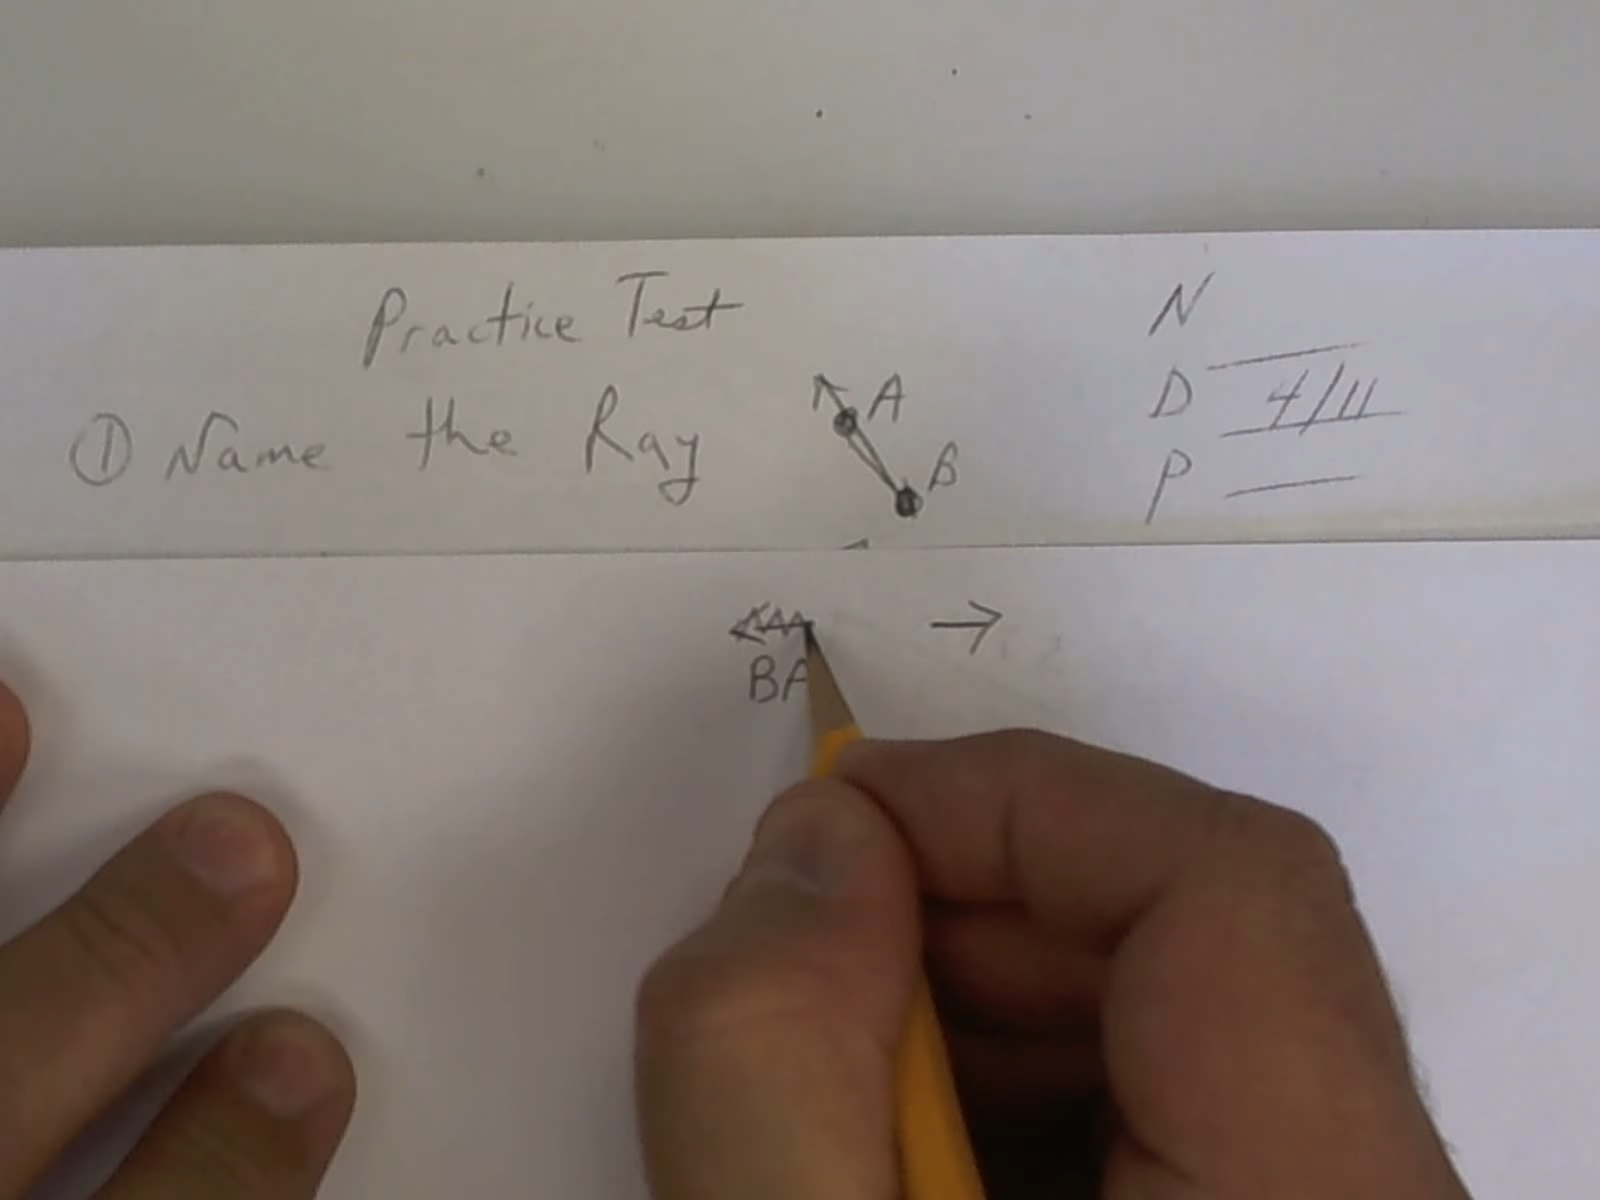 Practice Test
N
D 4/11
P
① Name the Ray
A
B
BA